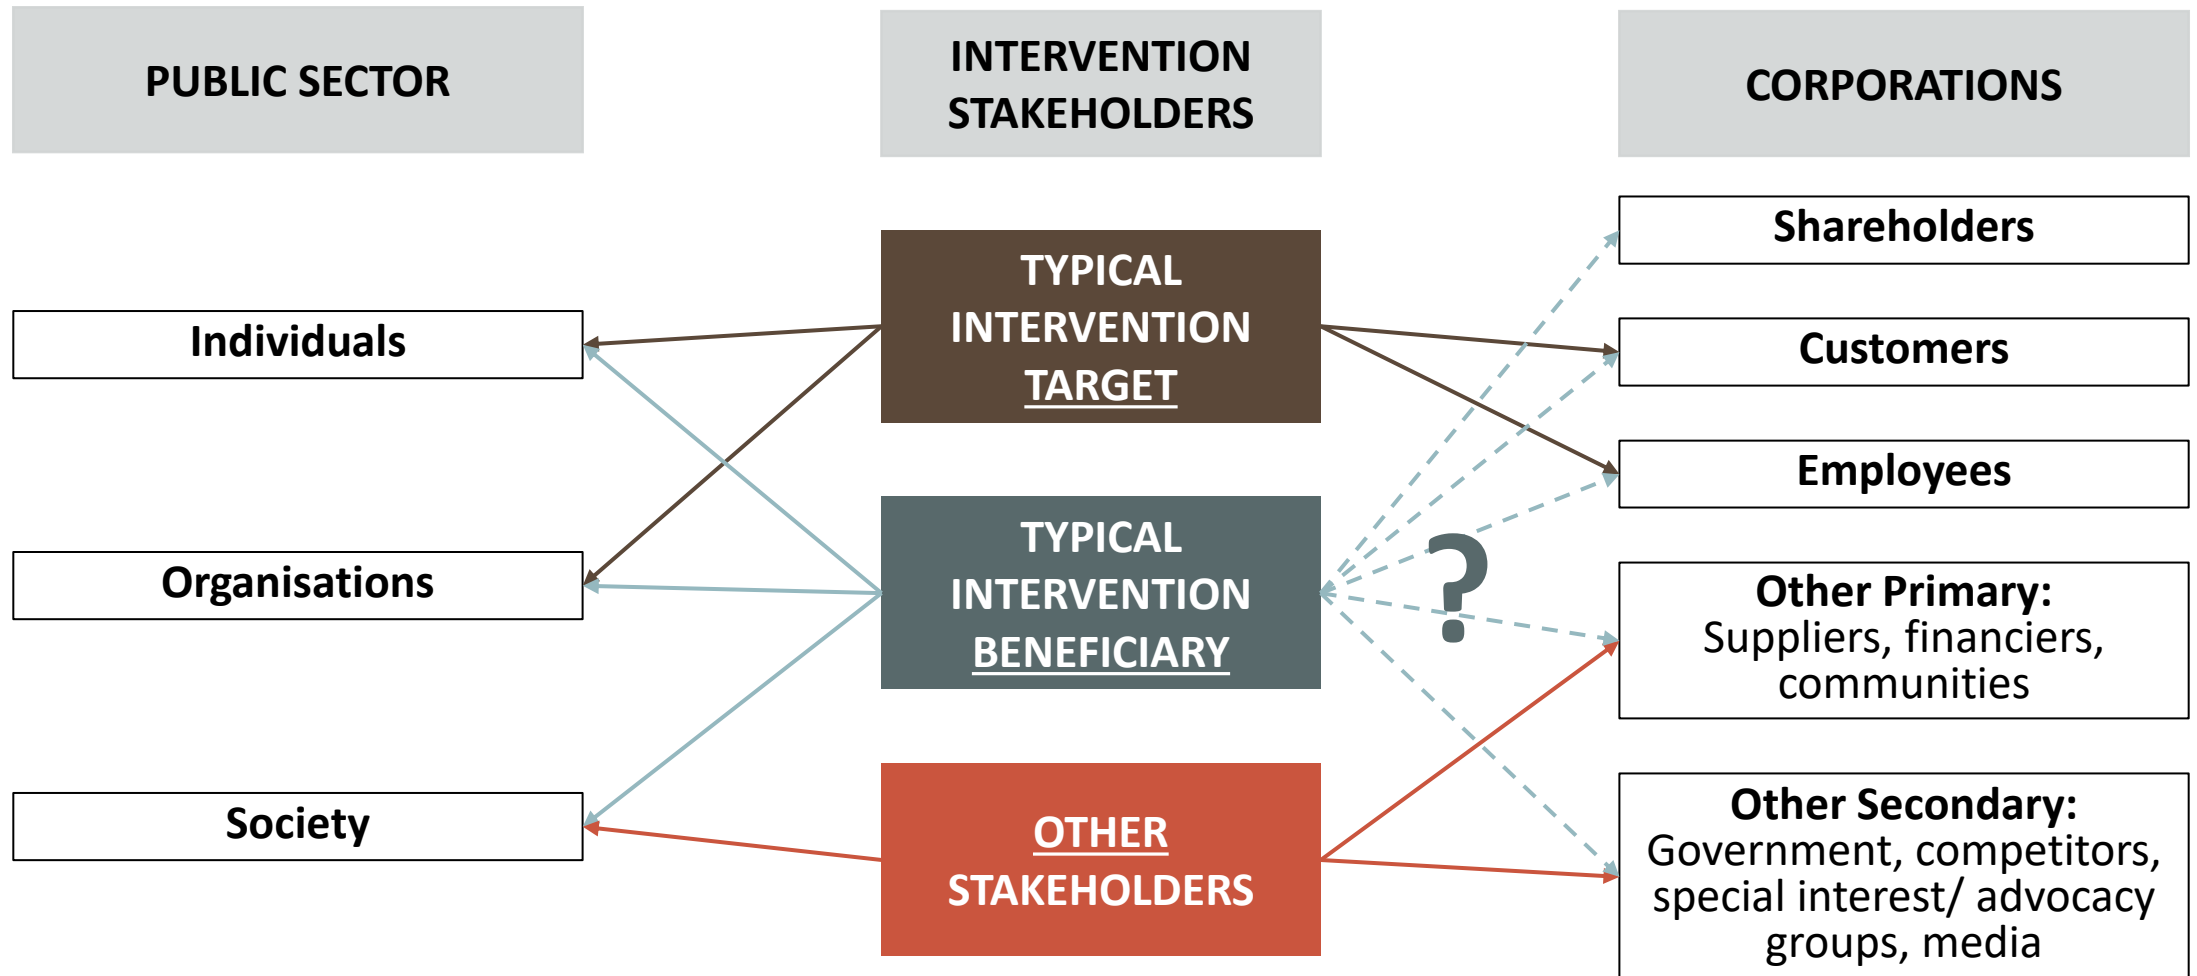 PUBLIC SECTOR
INTERVENTION
STAKEHOLDERS
CORPORATIONS
Individuals
Organisations
Society
TYPICAL
INTERVENTION
TARGET
TYPICAL
INTERVENTION
BENEFICIARY
OTHER
STAKEHOLDERS
?
Shareholders
Customers
Employees
Other Primary:
Suppliers, financiers,
communities
Other Secondary:
Government, competitors,
special interest/ advocacy
groups, media